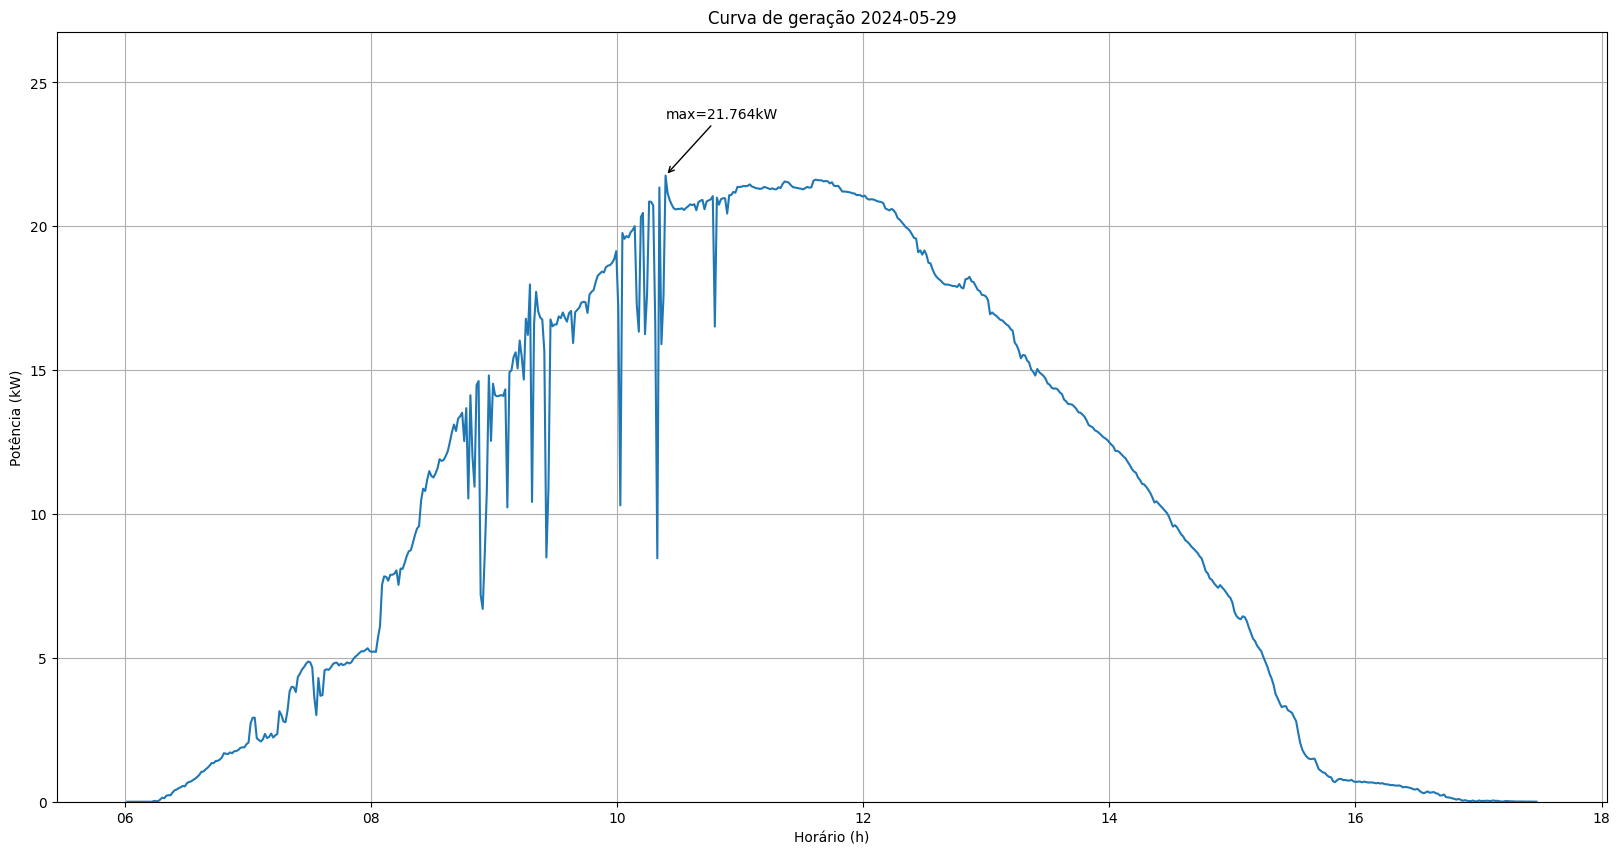 Curva de geração 2024-05-29
25
max=21.764kW
20
15
Potência (kW)
10
5
0
06 08 10 12 14 16 18
Horário (h)